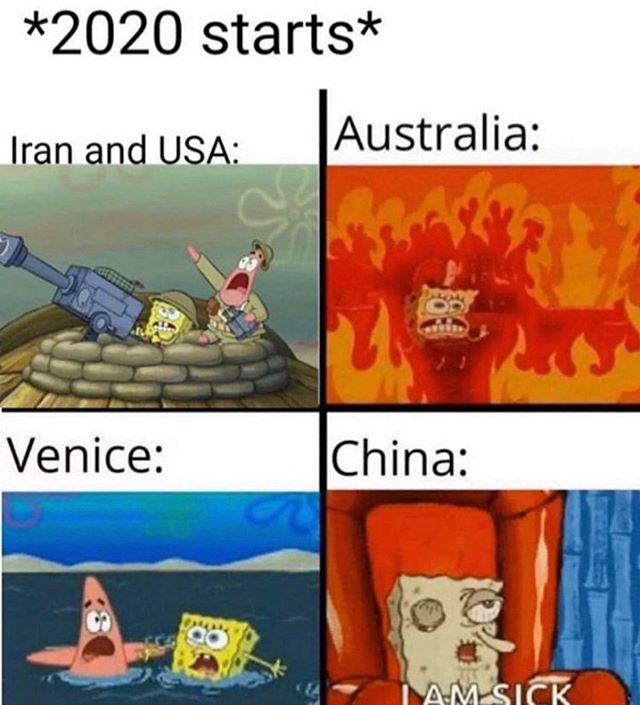 *2020 starts*
Iran and USA:
Australia:
Venice:
China:
I AM SICK